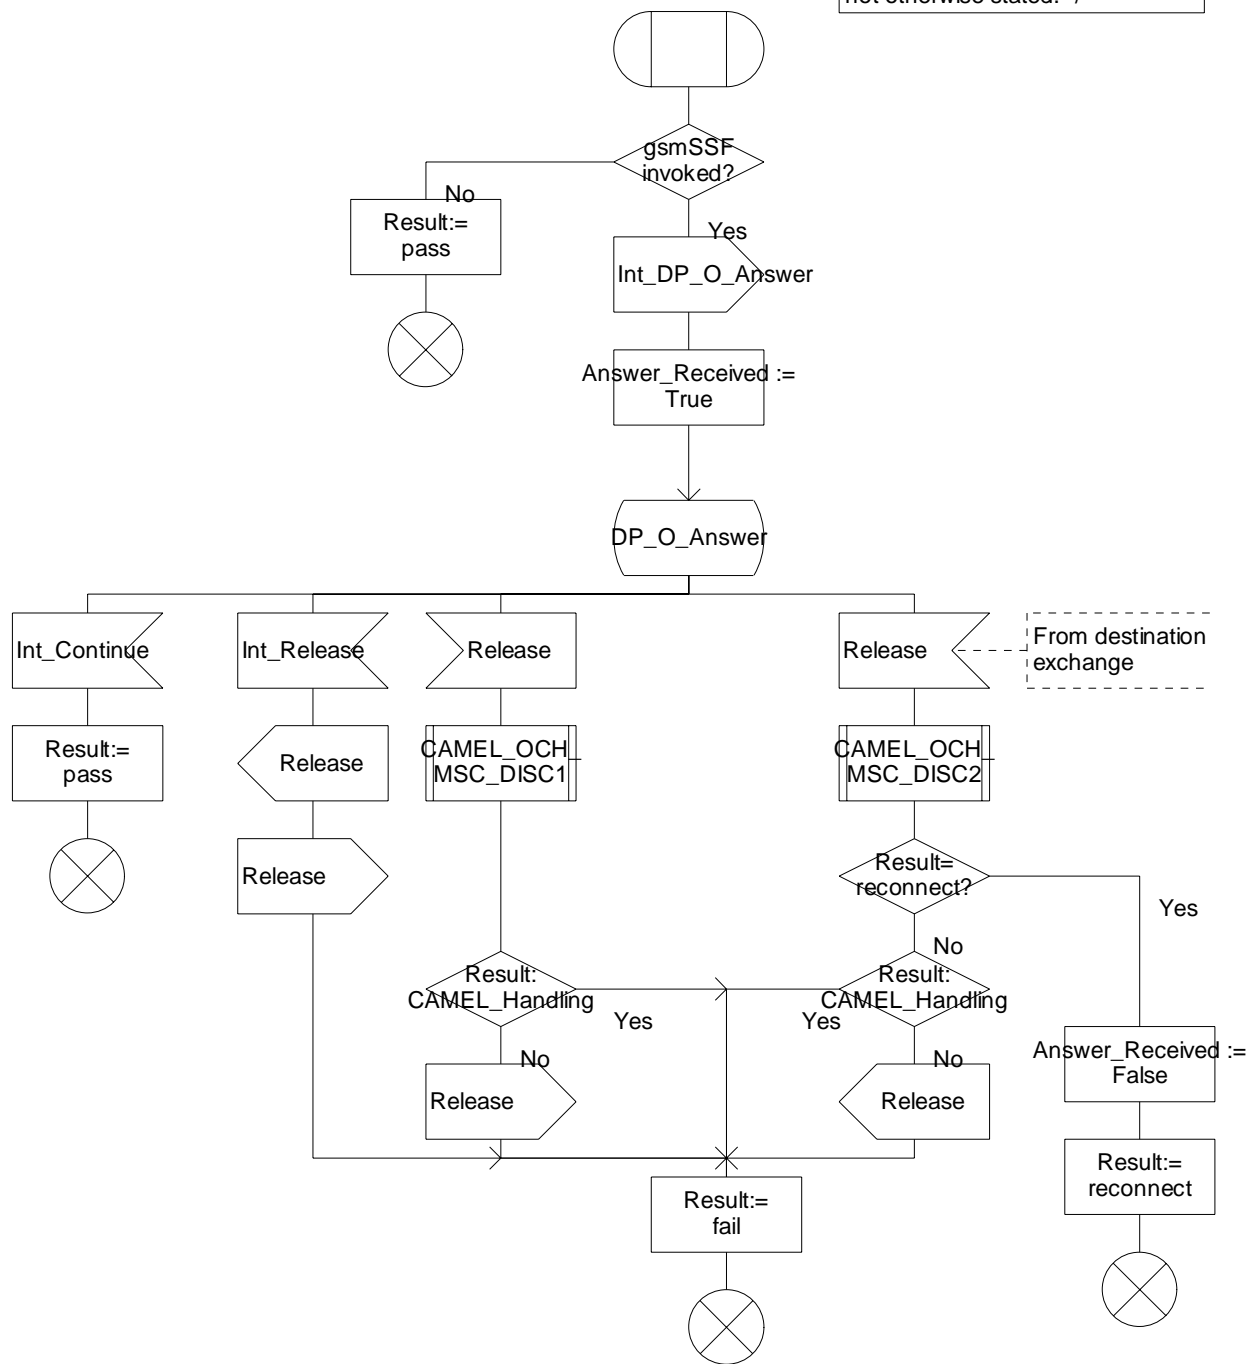 not otherwise stated. */
gsmSSF
invoked?
No
Yes
Result:=
pass
Int_DP_O_Answer
Answer_Received :=
True
DP_O_Answer
Int_Continue
Int_Release
Release
Release
From destination
exchange
Result:=
pass
Release
CAMEL_OCH_
MSC_DISC1
CAMEL_OCH_
MSC_DISC2
Release
Result=
reconnect?
Yes
No
Result:
CAMEL_Handling
Yes
Result:
CAMEL_Handling
Yes
No
No
Release
Release
Answer_Received :=
False
Result:=
reconnect
Result:=
fail